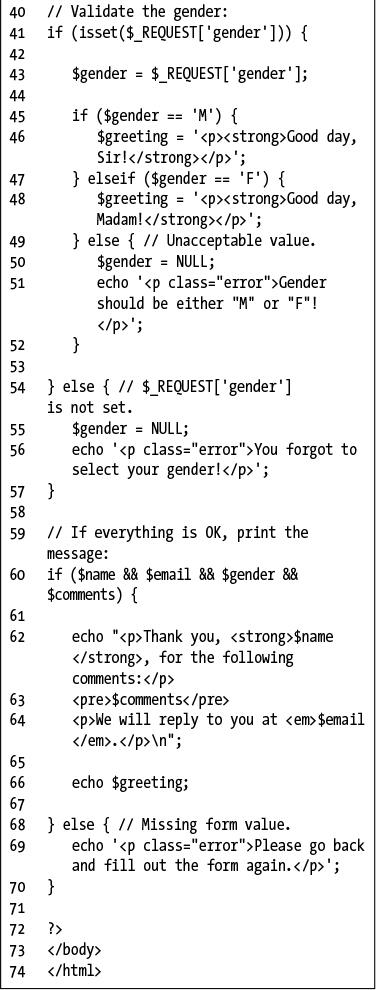 40 // Validate the gender:
41 if (isset($_REQUEST['gender'])) {
42
43 $gender = $_REQUEST['gender'];
44
45 if ($gender == 'M') {
46 $greeting = '<p><strong>Good day,
Sir!</strong></p>';
47 } elseif ($gender == 'F') {
48 $greeting = '<p><strong>Good day,
Madam!</strong></p>';
49 } else { // Unacceptable value.
50 $gender = NULL;
51 echo '<p class="error">Gender
should be either "M" or "F"!
</p>';
52 }
53
54 } else { // $_REQUEST['gender']
is not set.
55 $gender = NULL;
56 echo '<p class="error">You forgot to
select your gender!</p>';
57 }
58
59 // If everything is OK, print the
message:
60 if ($name && $email && $gender &&
$comments) {
61
62 echo "<p>Thank you, <strong>$name
</strong>, for the following
comments:</p>
63 <pre>$comments</pre>
64 <p>We will reply to you at <em>$email
</em>.</p>\n";
65
66 echo $greeting;
67
68 } else { // Missing form value.
69 echo '<p class="error">Please go back
and fill out the form again.</p>';
70 }
71
72 ?>
73 </body>
74 </html>